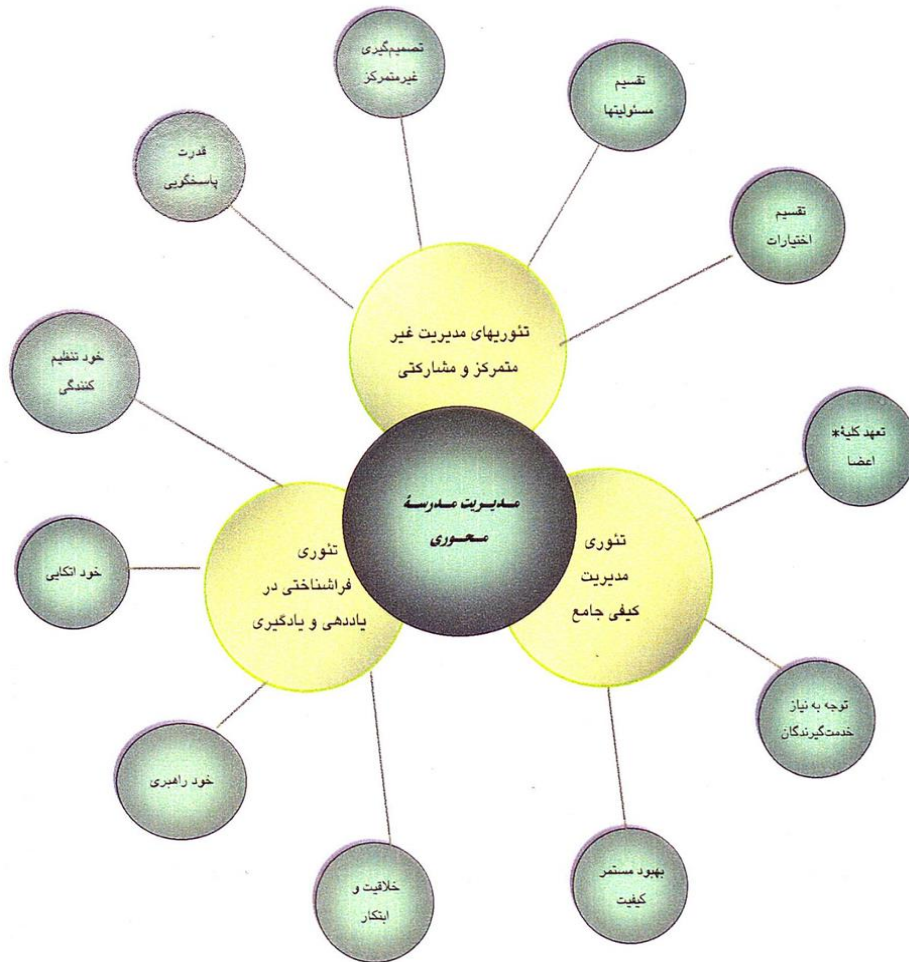 تصمیم‌گیری
غیرمتمرکز
تقسیم
مسئولیتها
قدرت
پاسخگویی
تقسیم
اختیارات
تئوریهای مدیریت غیر
متمرکز و مشارکتی
خود تنظیم
کنندگی
تعهد کلیهٔ*
اعضا
مدیریت مدرسهٔ
محوری
تئوری
مدیریت
کیفی جامع
تئوری
فراشناختی در
یاددهی و یادگیری
خود اتکایی
توجه به نیاز
خدمت‌گیرندگان
خود راهبری
بهبود مستمر
کیفیت
خلاقیت و
ابتکار